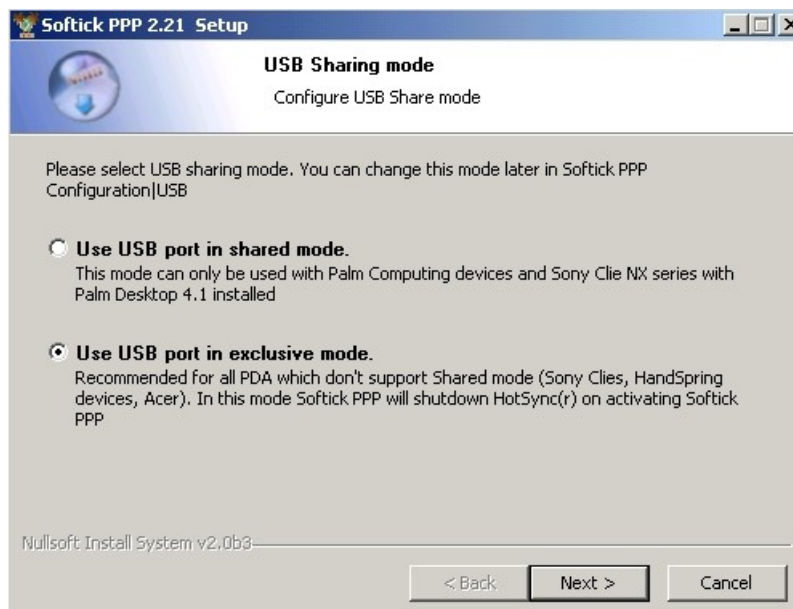 Softick PPP 2.21 Setup
USB Sharing mode
Configure USB Share mode
Please select USB sharing mode. You can change this mode later in Softick PPP
Configuration|USB
Use USB port in shared mode.
This mode can only be used with Palm Computing devices and Sony Clie NX series with
Palm Desktop 4.1 installed
Use USB port in exclusive mode.
Recommended for all PDA which don't support Shared mode (Sony Clies, HandSpring
devices, Acer). In this mode Softick PPP will shutdown HotSync(r) on activating Softick
PPP
Nullsoft Install System v2.0b3
< Back
Next >
Cancel